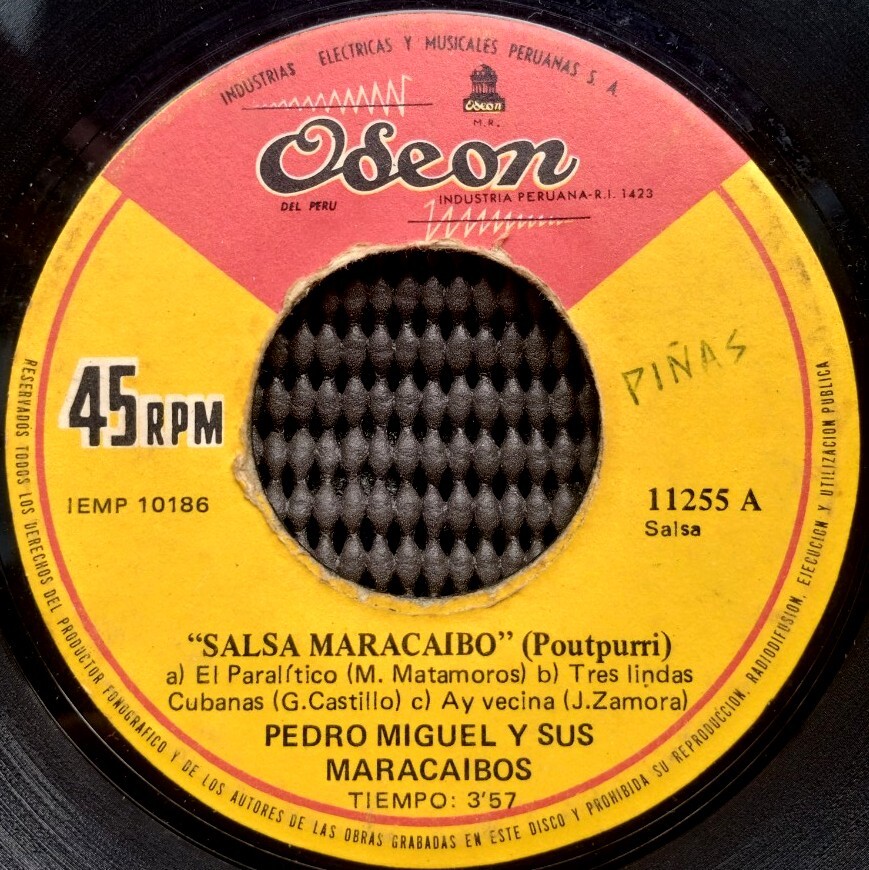 INDUSTRIAS ELECTRICAS Y MUSICALES PERUANAS S. A.
Odeon
M.R.
Odeon
DEL PERU
INDUSTRIA PERUANA-R.I. 1423
PIÑAS
45 RPM
IEMP 10186
11255 A
Salsa
"SALSA MARACAIBO" (Poutpurri)
a) El Paralítico (M. Matamoros) b) Tres lindas
Cubanas (G.Castillo) c) Ay vecina (J.Zamora)
PEDRO MIGUEL Y SUS
MARACAIBOS
TIEMPO: 3'57
RESERVADOS TODOS LOS DERECHOS DEL PRODUCTOR FONOGRAFICO Y DE LOS AUTORES DE LAS OBRAS GRABADAS EN ESTE DISCO Y PROHIBIDA SU REPRODUCCION, RADIODIFUSION, EJECUCION Y UTILIZACION PUBLICA